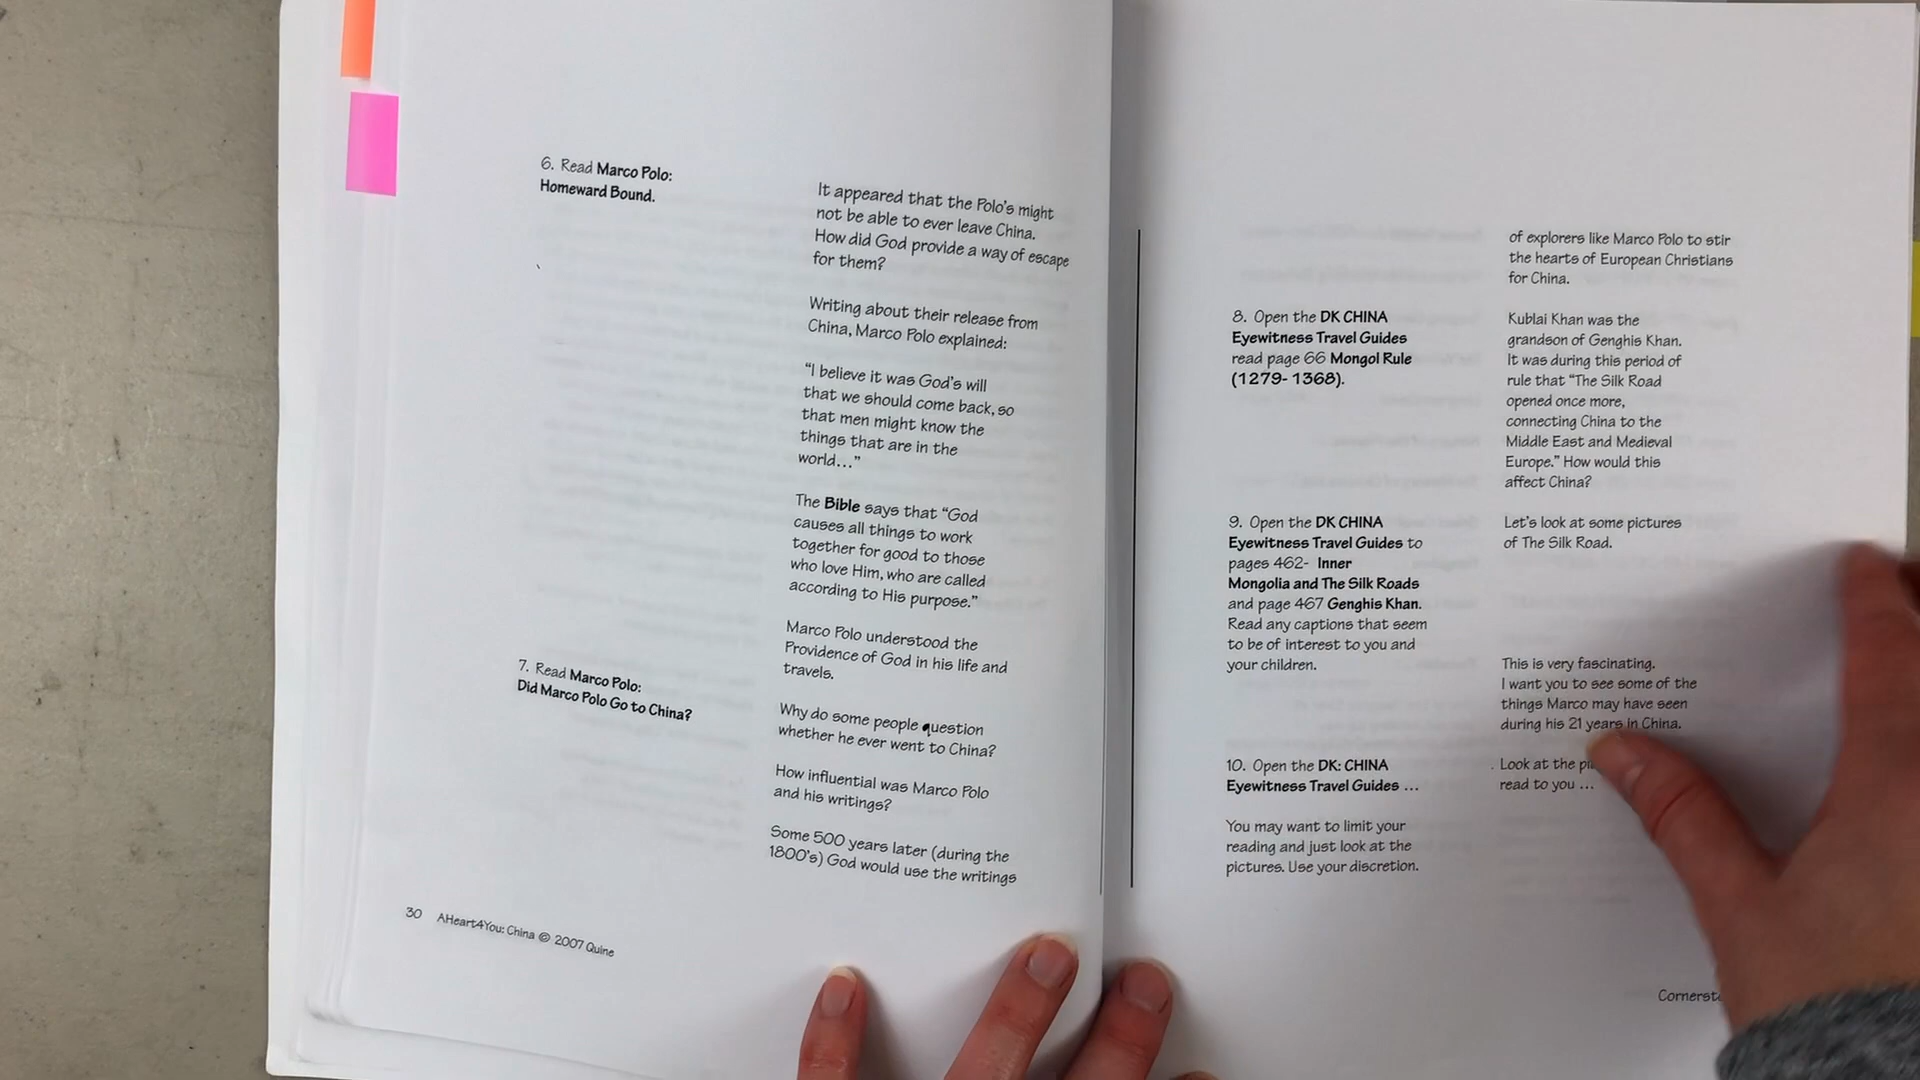 6. Read Marco Polo:
Homeward Bound.
It appeared that the Polo's might
not be able to ever leave China.
How did God provide a way of escape
for them?
Writing about their release from
China, Marco Polo explained:
"I believe it was God's will
that we should come back, so
that men might know the
things that are in the
world..."
The Bible says that "God
causes all things to work
together for good to those
who love Him, who are called
according to His purpose."
Marco Polo understood the
Providence of God in his life and
travels.
7. Read Marco Polo:
Did Marco Polo Go to China?
Why do some people question
whether he ever went to China?
How influential was Marco Polo
and his writings?
Some 500 years later (during the
1800's) God would use the writings
30 AHeart4You: China © 2007 Quine
of explorers like Marco Polo to stir
the hearts of European Christians
for China.
8. Open the DK CHINA
Eyewitness Travel Guides
read page 66 Mongol Rule
(1279- 1368).
Kublai Khan was the
grandson of Genghis Khan.
It was during this period of
rule that "The Silk Road
opened once more,
connecting China to the
Middle East and Medieval
Europe." How would this
affect China?
9. Open the DK CHINA
Eyewitness Travel Guides to
pages 462- Inner
Mongolia and The Silk Roads
and page 467 Genghis Khan.
Read any captions that seem
to be of interest to you and
your children.
Let's look at some pictures
of The Silk Road.
This is very fascinating.
I want you to see some of the
things Marco may have seen
during his 21 years in China.
10. Open the DK: CHINA
Eyewitness Travel Guides ...
You may want to limit your
reading and just look at the
pictures. Use your discretion.
. Look at the
read to you ...